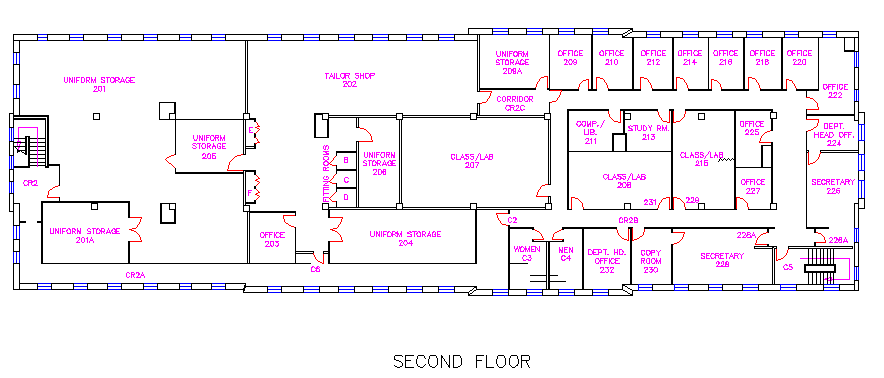 UNIFORM STORAGE
201
TAILOR SHOP
202
UNIFORM
STORAGE
209A
OFFICE
209
OFFICE
210
OFFICE
212
OFFICE
214
OFFICE
216
OFFICE
218
OFFICE
220
OFFICE
222
CORRIDOR
CR2C
COMP./
LIB.
211
STUDY RM.
213
OFFICE
225
DEPT.
HEAD OFF.
224
UNIFORM
STORAGE
205
E
F
FITTING ROOMS
B
C
D
UNIFORM
STORAGE
206
CLASS/LAB
207
CLASS/LAB
215
CLASS/LAB
208
OFFICE
227
SECRETARY
226
CR2
231
229
UNIFORN STORAGE
201A
OFFICE
203
UNIFORM STORAGE
204
C2
CR2B
228A
226A
WOMEN
C3
MEN
C4
DEPT. HD.
OFFICE
232
COPY
ROOM
230
SECRETARY
228
C5
C6
CR2A
SECOND FLOOR